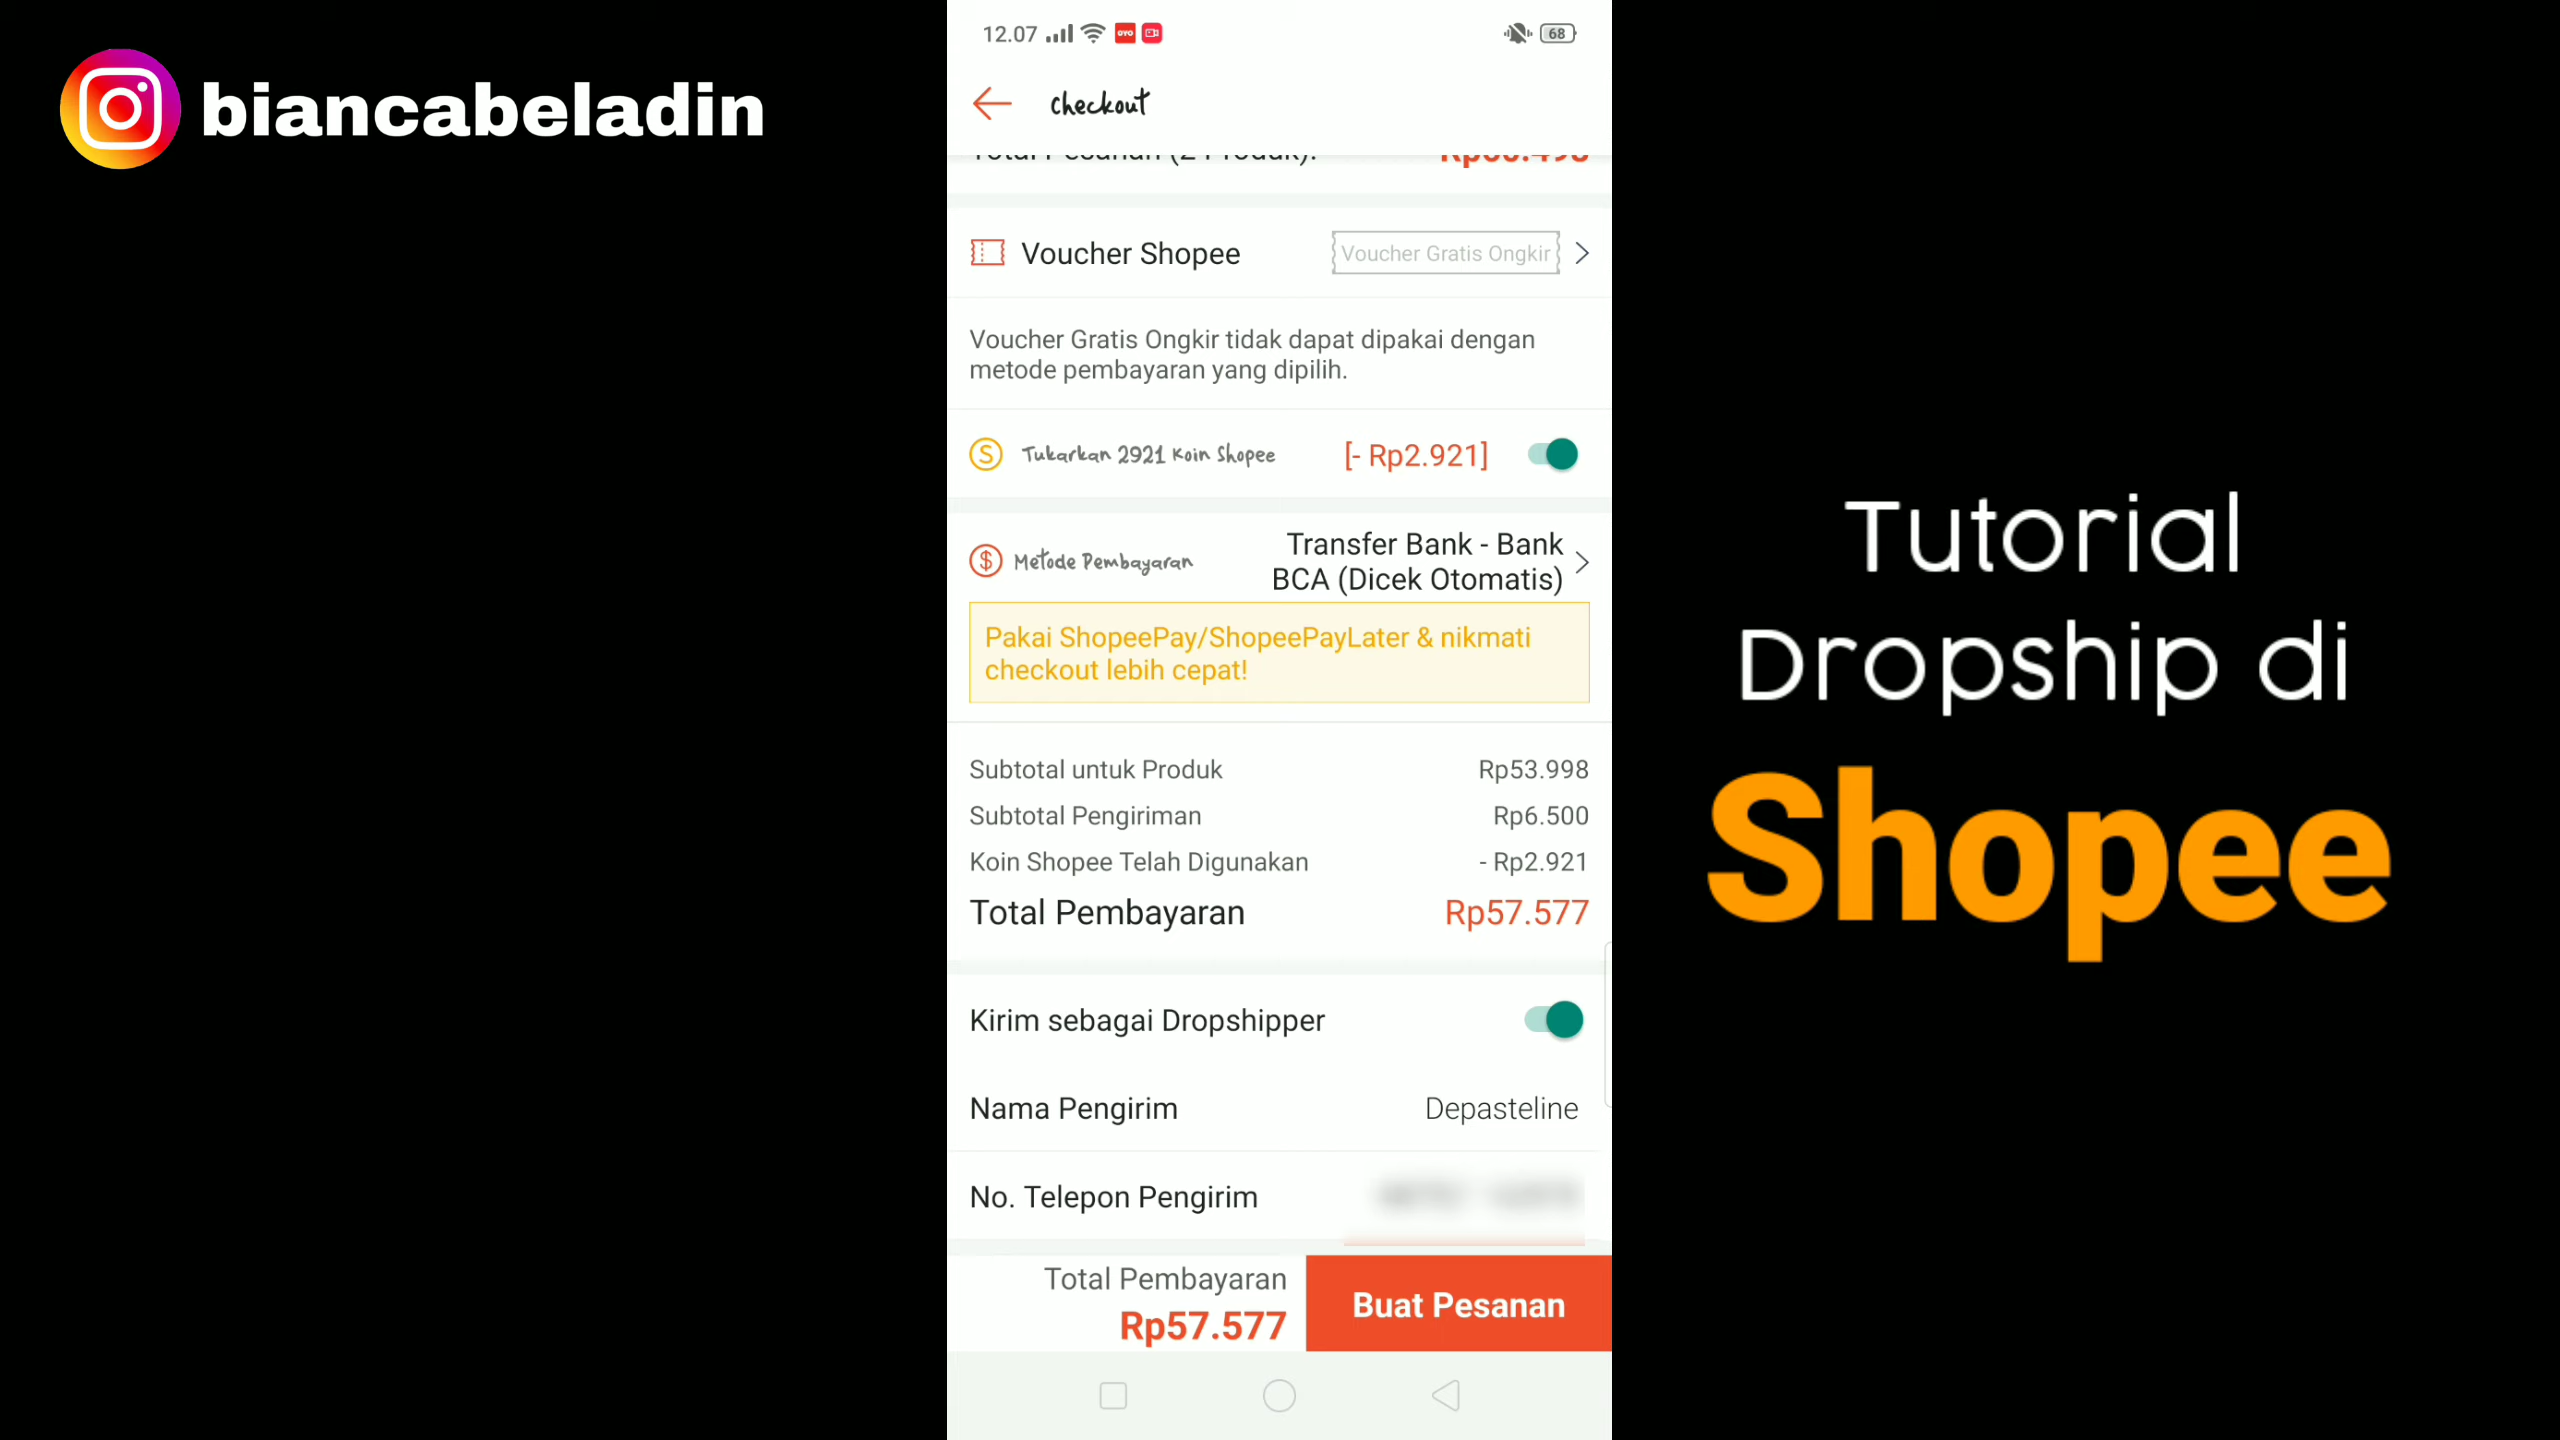 biancabeladin
12.07
68
checkout
Total Pesanan (2 Produk):
Voucher Shopee
Voucher Gratis Ongkir
Voucher Gratis Ongkir tidak dapat dipakai dengan
metode pembayaran yang dipilih.
Tukarkan 2921 Koin Shopee
[- Rp2.921]
Metode Pembayaran
Transfer Bank - Bank
BCA (Dicek Otomatis)
Pakai ShopeePay/ShopeePayLater & nikmati
checkout lebih cepat!
Subtotal untuk Produk Rp53.998
Subtotal Pengiriman Rp6.500
Koin Shopee Telah Digunakan - Rp2.921
Total Pembayaran Rp57.577
Kirim sebagai Dropshipper
Nama Pengirim Depasteline
No. Telepon Pengirim
Total Pembayaran
Rp57.577
Buat Pesanan
Tutorial
Dropship di
Shopee